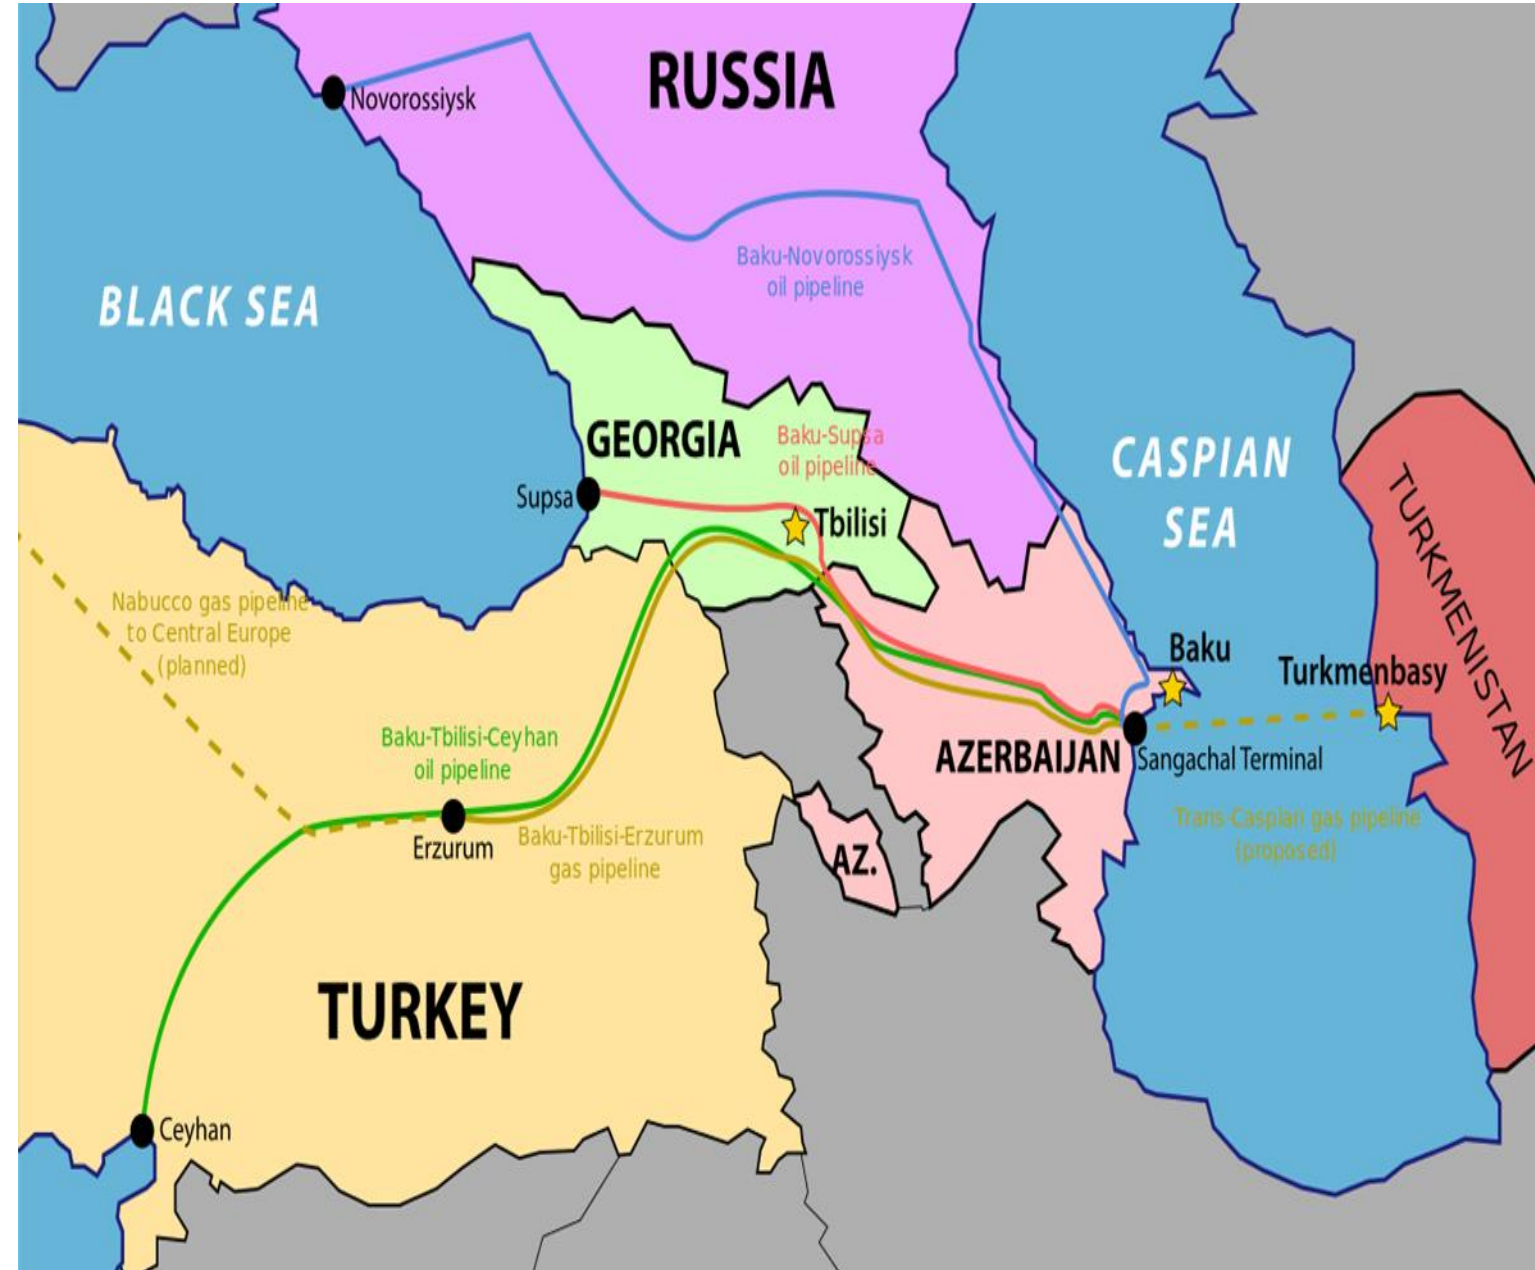 RUSSIA
Novorossiysk
Baku-Novorossiysk
oil pipeline
BLACK SEA
GEORGIA
Baku-Supsa
oil pipeline
CASPIAN
SEA
Supsa
Tbilisi
TURKMENISTAN
Nabucco gas pipeline
to Central Europe
(planned)
Baku
Turkmenbasy
Baku-Tbilisi-Ceyhan
oil pipeline
AZERBAIJAN
Sangachal Terminal
Trans-Caspian gas pipeline
(proposed)
Erzurum
Baku-Tbilisi-Erzurum
gas pipeline
AZ.
TURKEY
Ceyhan